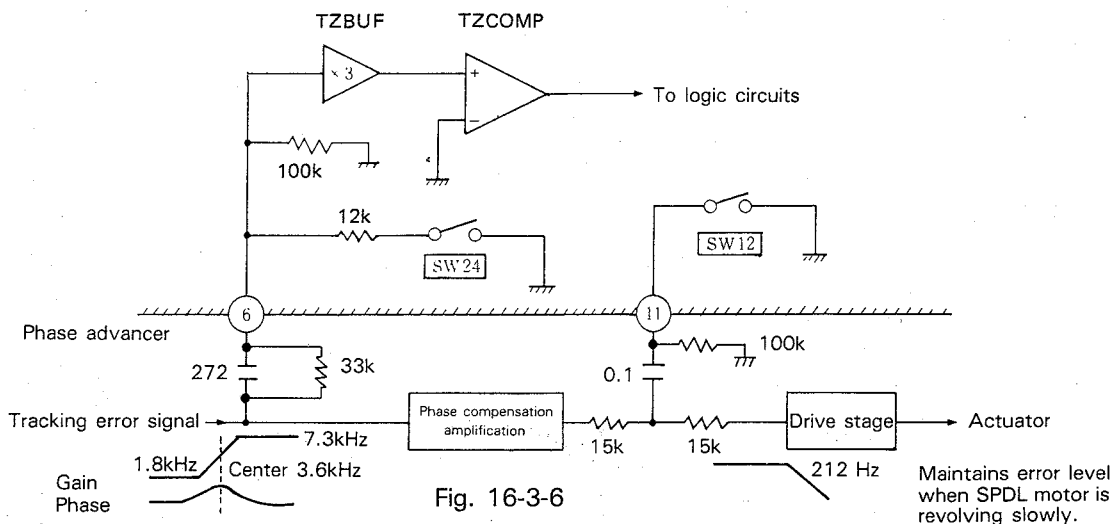 TZBUF
TZCOMP
× 3
+
−
To logic circuits
100k
12k
SW24
SW12
6
11
Phase advancer
272
33k
100k
0.1
Tracking error signal
Phase compensation
amplification
15k
15k
Drive stage
Actuator
1.8kHz
7.3kHz
Center 3.6kHz
212 Hz
Gain
Phase
Fig. 16-3-6
Maintains error level
when SPDL motor is
revolving slowly.